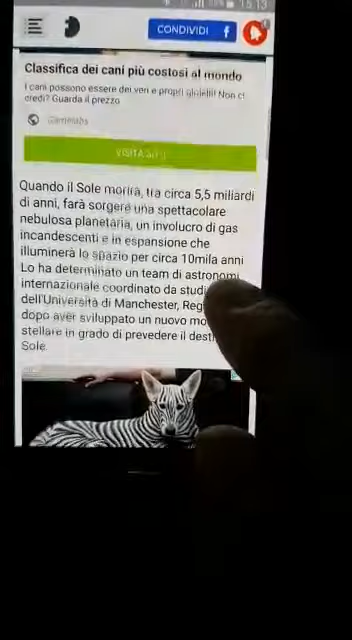 15:13
CONDIVIDI f
Classifica dei cani più costosi al mondo
I cani possono essere dei veri e propri gioielli! Non ci
credi? Guarda il prezzo
VISITA SITO
Quando il Sole morirà, tra circa 5,5 miliardi
di anni, farà sorgere una spettacolare
nebulosa planetaria, un involucro di gas
incandescenti e in espansione che
illuminerà lo spazio per circa 10mila anni
Lo ha determinato un team di astronomi
internazionale coordinato da
dell'Università di Manchester,
dopo aver sviluppato un nuovo
stellare in grado di prevedere il
Sole.